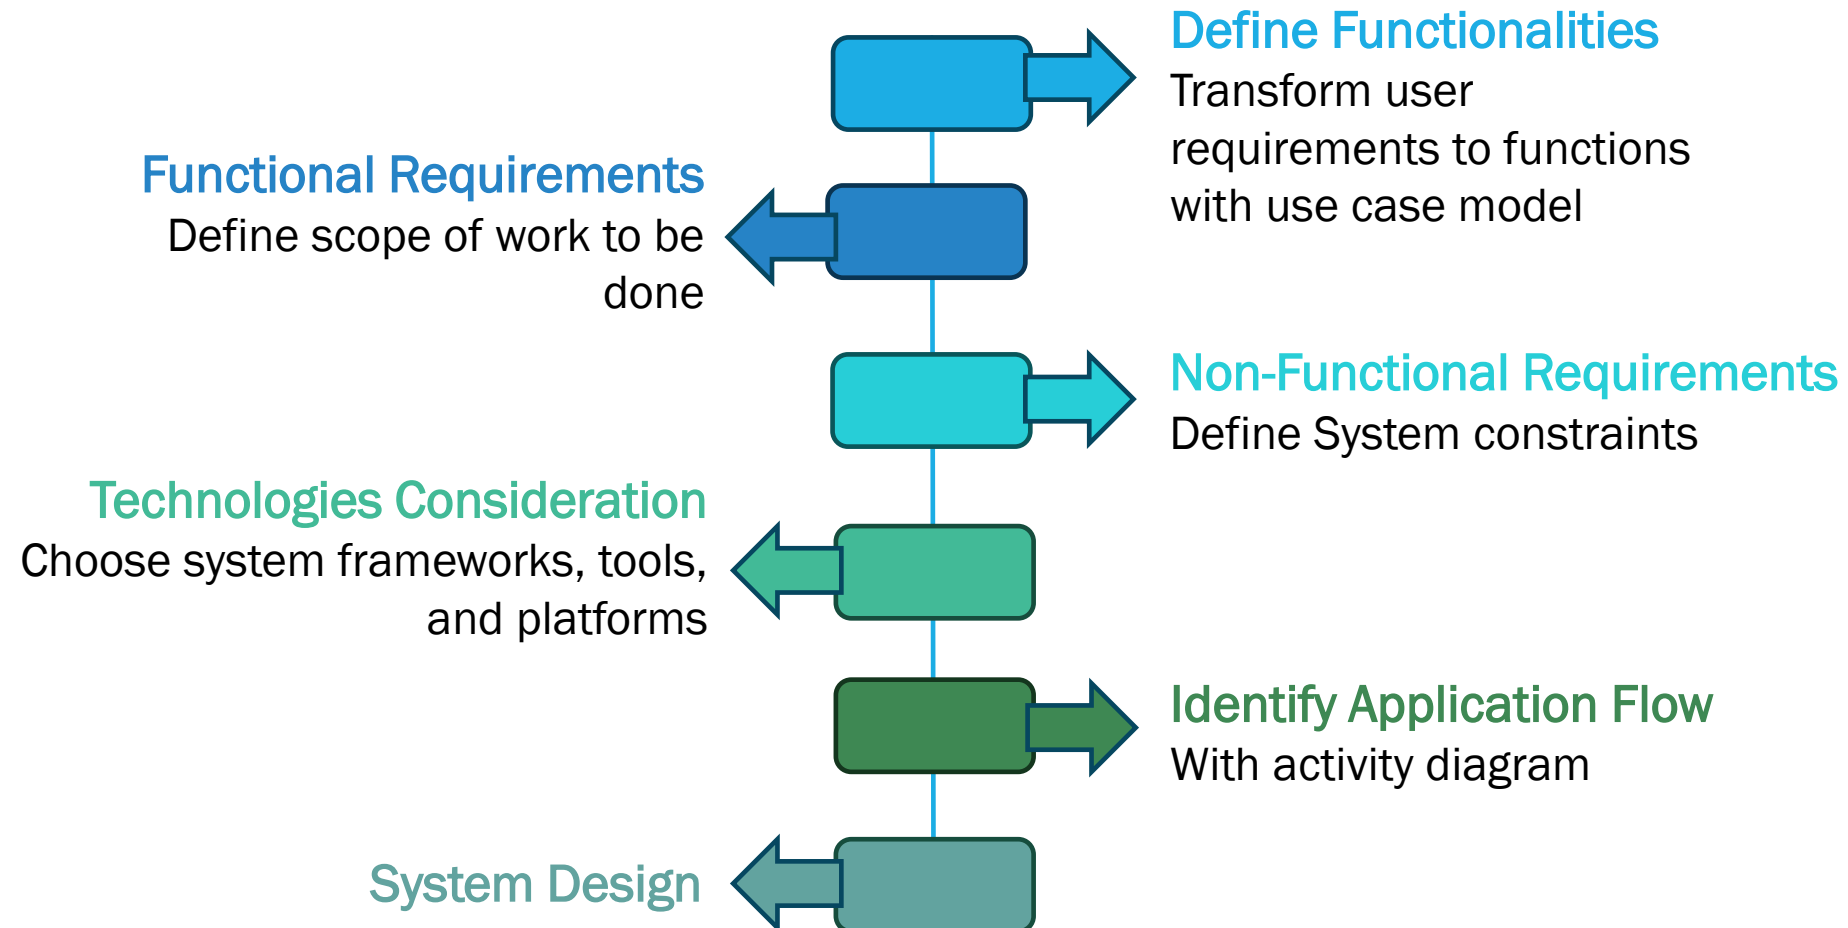 Define Functionalities
Transform user
requirements to functions
with use case model
Functional Requirements
Define scope of work to be
done
Non-Functional Requirements
Define System constraints
Technologies Consideration
Choose system frameworks, tools,
and platforms
Identify Application Flow
With activity diagram
System Design